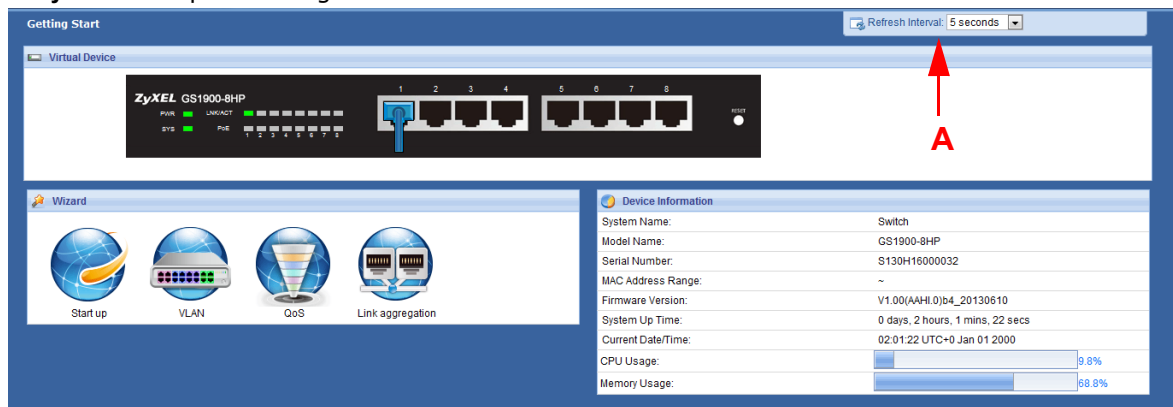 Getting Start
Refresh Interval: 5 seconds
Virtual Device
ZyXEL GS1900-8HP
PWR LNK/ACT
SYS PoE
1 2 3 4 5 6 7 8
1 2 3 4 5 6 7 8
RESET
A
Wizard
Start up
VLAN
QoS
Link aggregation
Device Information
System Name: Switch
Model Name: GS1900-8HP
Serial Number: S130H16000032
MAC Address Range: ~
Firmware Version: V1.00(AAHI.0)b4_20130610
System Up Time: 0 days, 2 hours, 1 mins, 22 secs
Current Date/Time: 02:01:22 UTC+0 Jan 01 2000
CPU Usage: 9.8%
Memory Usage: 68.8%